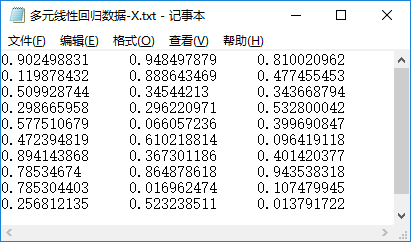 多元线性回归数据-X.txt - 记事本
文件(F) 编辑(E) 格式(O) 查看(V) 帮助(H)
0.902498831 0.948497879 0.810020962
0.119878432 0.888643469 0.477455453
0.509928744 0.34544213 0.343668794
0.298665958 0.296220971 0.532800042
0.577510679 0.066057236 0.399690847
0.472394819 0.610218814 0.096419118
0.894143868 0.367301186 0.401420377
0.78534674 0.864878618 0.943538318
0.785304403 0.016962474 0.107479945
0.256812135 0.523238511 0.013791722